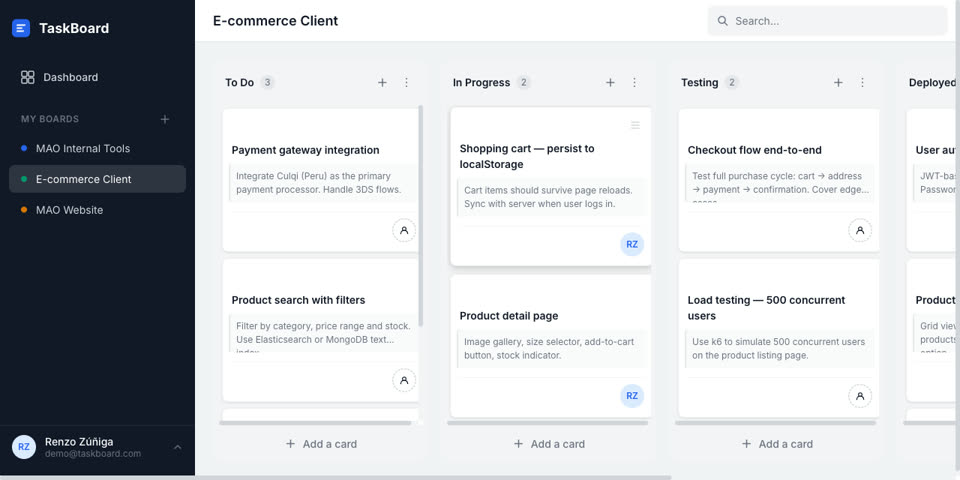 TaskBoard
Dashboard
MY BOARDS
MAO Internal Tools
E-commerce Client
MAO Website
RZ
Renzo Zúñiga
demo@taskboard.com
E-commerce Client
Search...
To Do 3
Payment gateway integration
Integrate Culqi (Peru) as the primary
payment processor. Handle 3DS flows.
Product search with filters
Filter by category, price range and stock.
Use Elasticsearch or MongoDB text...
index.
Add a card
In Progress 2
Shopping cart — persist to
localStorage
Cart items should survive page reloads.
Sync with server when user logs in.
RZ
Product detail page
Image gallery, size selector, add-to-cart
button, stock indicator.
RZ
Add a card
Testing 2
Checkout flow end-to-end
Test full purchase cycle: cart → address
→ payment → confirmation. Cover edge...
Load testing — 500 concurrent
users
Use k6 to simulate 500 concurrent users
on the product listing page.
Add a card
Deployed
User
JWT-
Product
Grid
products